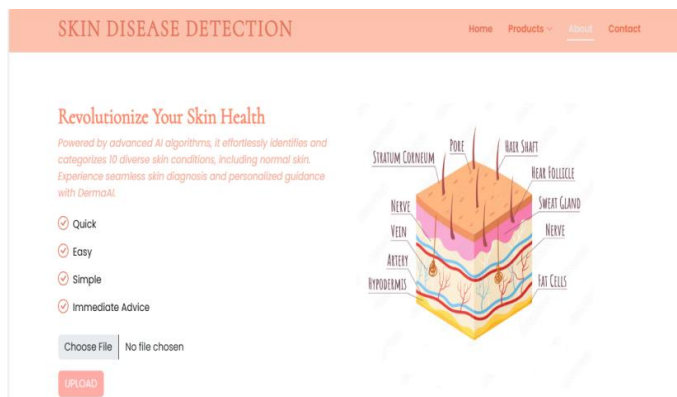 SKIN DISEASE DETECTION
Home Products About Contact
Revolutionize Your Skin Health
Powered by advanced AI algorithms, it effortlessly identifies and
categorizes 10 diverse skin conditions, including normal skin.
Experience seamless skin diagnosis and personalized guidance
with DermaAI.
Quick
Easy
Simple
Immediate Advice
Choose File No file chosen
UPLOAD
Stratum Corneum
Pore
Hair Shaft
Hear Follicle
Nerve
Sweat Gland
Vein
Nerve
Artery
Hypodermis
Fat Cells